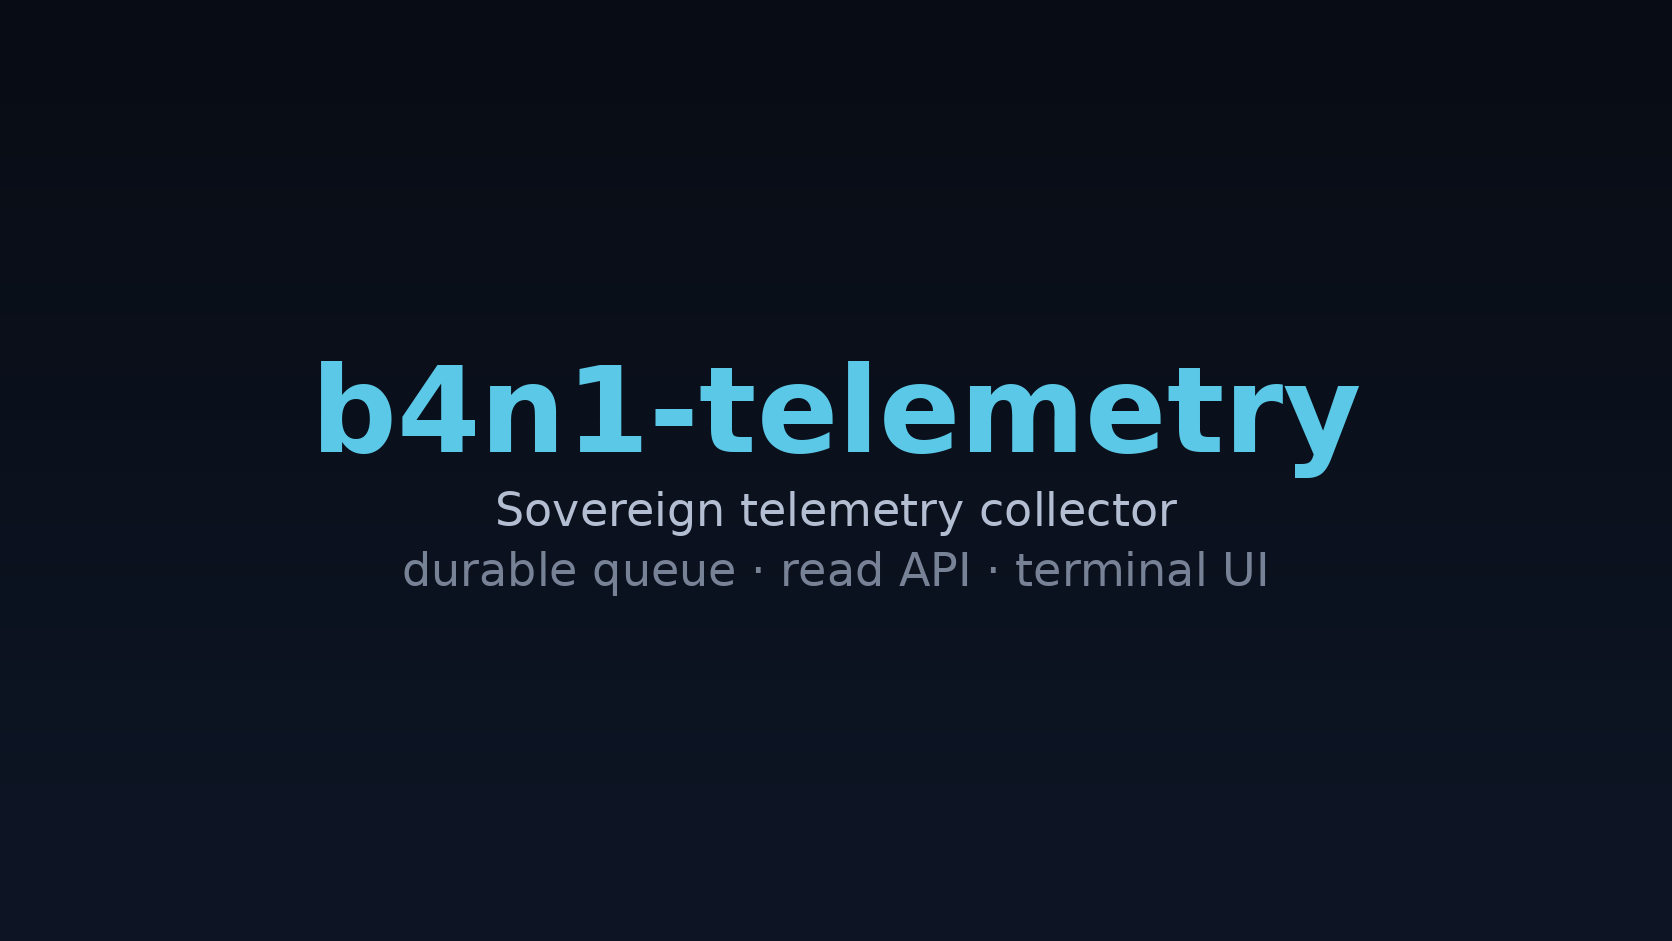 b4n1-telemetry
Sovereign telemetry collector
durable queue · read API · terminal UI